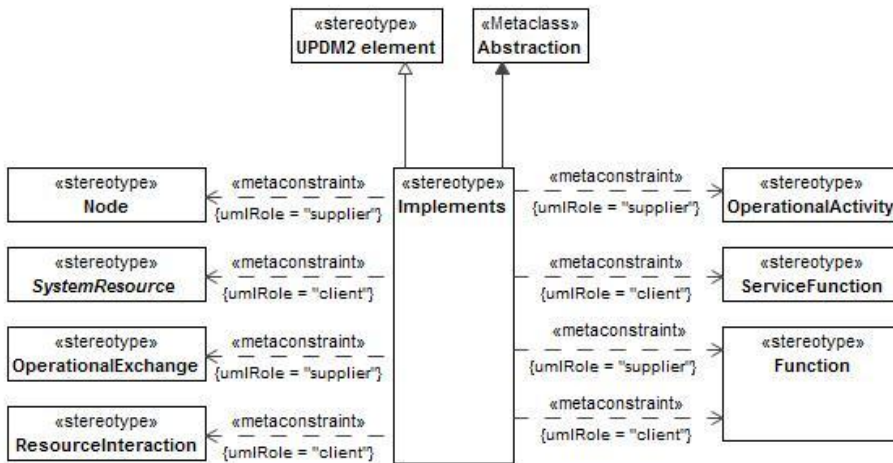 «stereotype»
UPDM2 element
«Metaclass»
Abstraction
«stereotype»
Node
«metaconstraint»
{umlRole = "supplier"}
«stereotype»
Implements
«metaconstraint»
{umlRole = "supplier"}
«stereotype»
OperationalActivity
«stereotype»
SystemResource
«metaconstraint»
{umlRole = "client"}
«metaconstraint»
{umlRole = "client"}
«stereotype»
ServiceFunction
«stereotype»
OperationalExchange
«metaconstraint»
{umlRole = "supplier"}
«metaconstraint»
{umlRole = "supplier"}
«stereotype»
Function
«stereotype»
ResourceInteraction
«metaconstraint»
{umlRole = "client"}
«metaconstraint»
{umlRole = "client"}